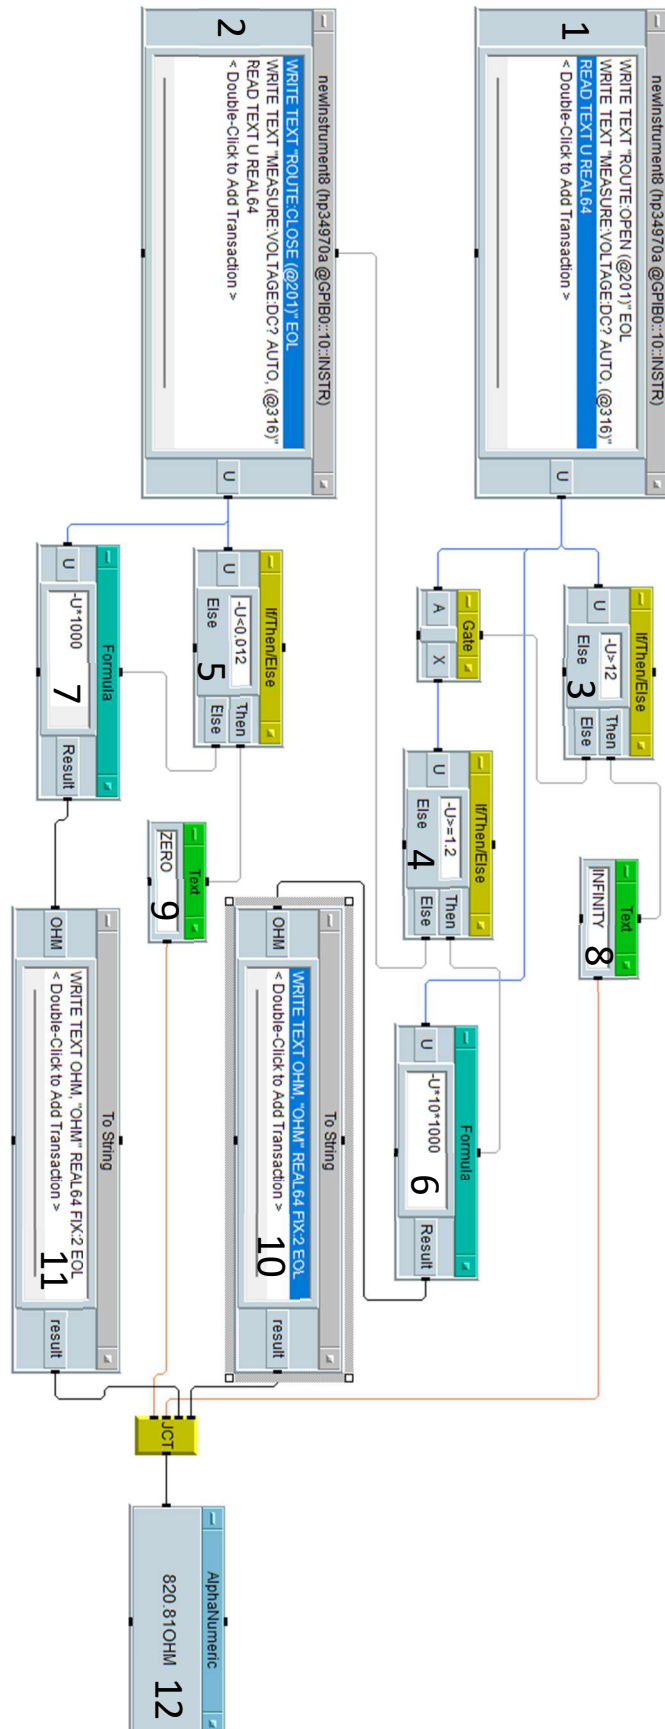 newInstrument8 (hp34970a @GPIB0::10::INSTR)
1
WRITE TEXT "ROUTE:OPEN (@201)" EOL
WRITE TEXT "MEASURE:VOLTAGE:DC? AUTO, (@316)"
READ TEXT U REAL64
< Double-Click to Add Transaction >
U
If/Then/Else
U
-U>12
Then
Else
3
Else
Text
INFINITY
8
Gate
A
X
If/Then/Else
U
-U>=1.2
Then
Else
4
Else
Formula
U
-U*10*1000
6
Result
newInstrument8 (hp34970a @GPIB0::10::INSTR)
2
WRITE TEXT "ROUTE:CLOSE (@201)" EOL
WRITE TEXT "MEASURE:VOLTAGE:DC? AUTO, (@316)"
READ TEXT U REAL64
< Double-Click to Add Transaction >
U
If/Then/Else
U
-U<0.012
Then
Else
5
Else
Text
ZERO
9
To String
OHM
WRITE TEXT OHM, "OHM" REAL64 FIX:2 EOL
< Double-Click to Add Transaction >
10
result
Formula
U
-U*1000
7
Result
To String
OHM
WRITE TEXT OHM, "OHM" REAL64 FIX:2 EOL
< Double-Click to Add Transaction >
11
result
JCT
AlphaNumeric
820.81OHM
12